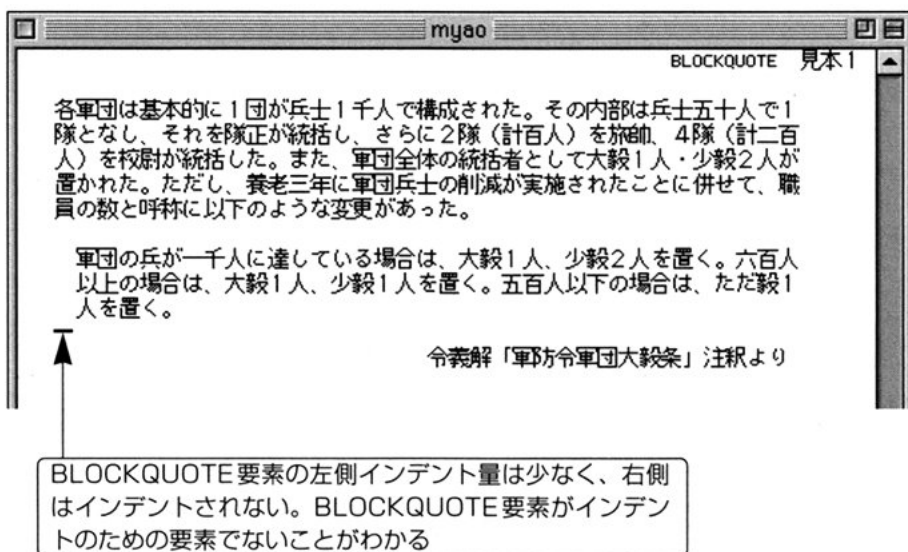 myao
BLOCKQUOTE 見本1
各軍団は基本的に1団が兵士1千人で構成された。その内部は兵士五十人で1
隊となし、それを隊正が統括し、さらに2隊（計百人）を旅帥、4隊（計二百
人）を校尉が統括した。また、軍団全体の統括者として大毅1人・少毅2人が
置かれた。ただし、養老三年に軍団兵士の削減が実施されたことに併せて、職
員の数と呼称に以下のような変更があった。
軍団の兵が一千人に達している場合は、大毅1人、少毅2人を置く。六百人
以上の場合は、大毅1人、少毅1人を置く。五百人以下の場合は、ただ毅1
人を置く。
令義解「軍防令軍団大毅条」注釈より
BLOCKQUOTE要素の左側インデント量は少なく、右側
はインデントされない。BLOCKQUOTE要素がインデン
トのための要素でないことがわかる